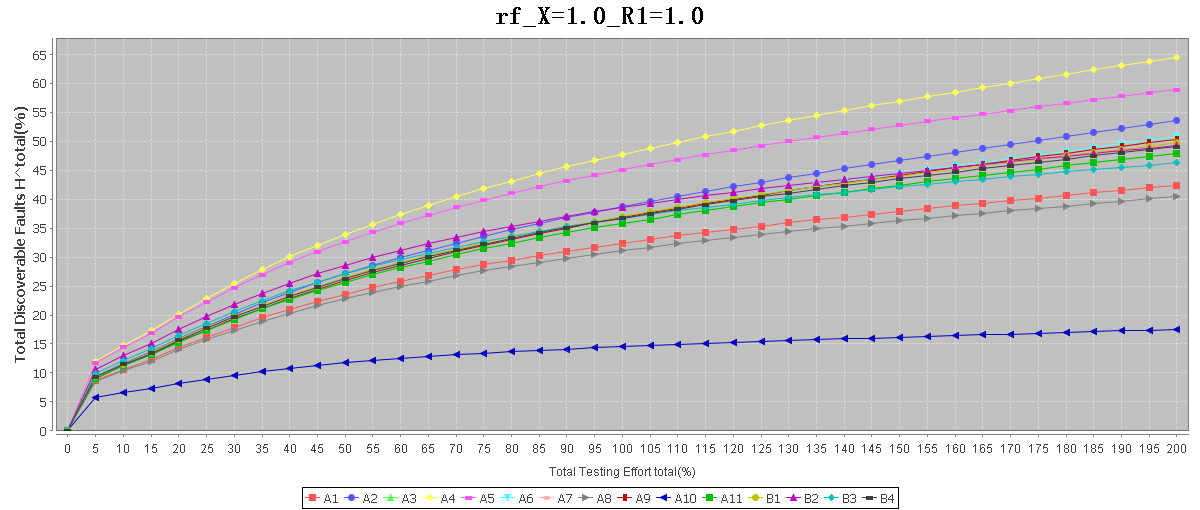 rf_X=1.0_R1=1.0
Total Discoverable Faults H^total(%)
65
60
55
50
45
40
35
30
25
20
15
10
5
0
0 5 10 15 20 25 30 35 40 45 50 55 60 65 70 75 80 85 90 95 100 105 110 115 120 125 130 135 140 145 150 155 160 165 170 175 180 185 190 195 200
Total Testing Effort total(%)
A1 A2 A3 A4 A5 A6 A7 A8 A9 A10 A11 B1 B2 B3 B4